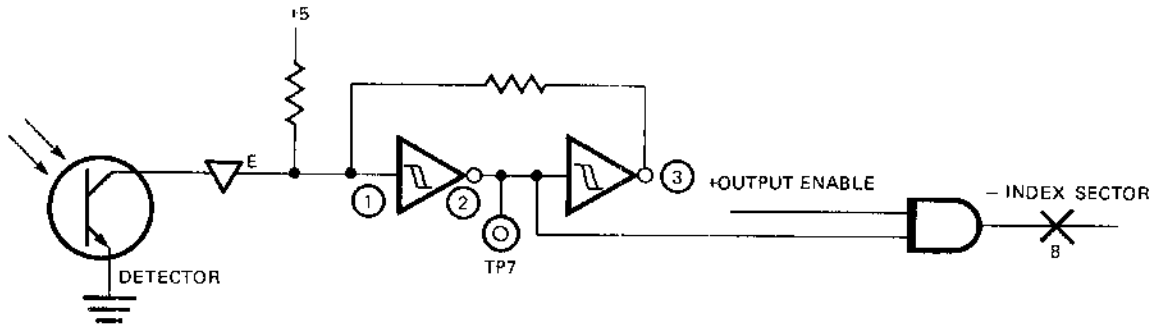 +5
E
1
2
3
+OUTPUT ENABLE
– INDEX SECTOR
8
TP7
DETECTOR